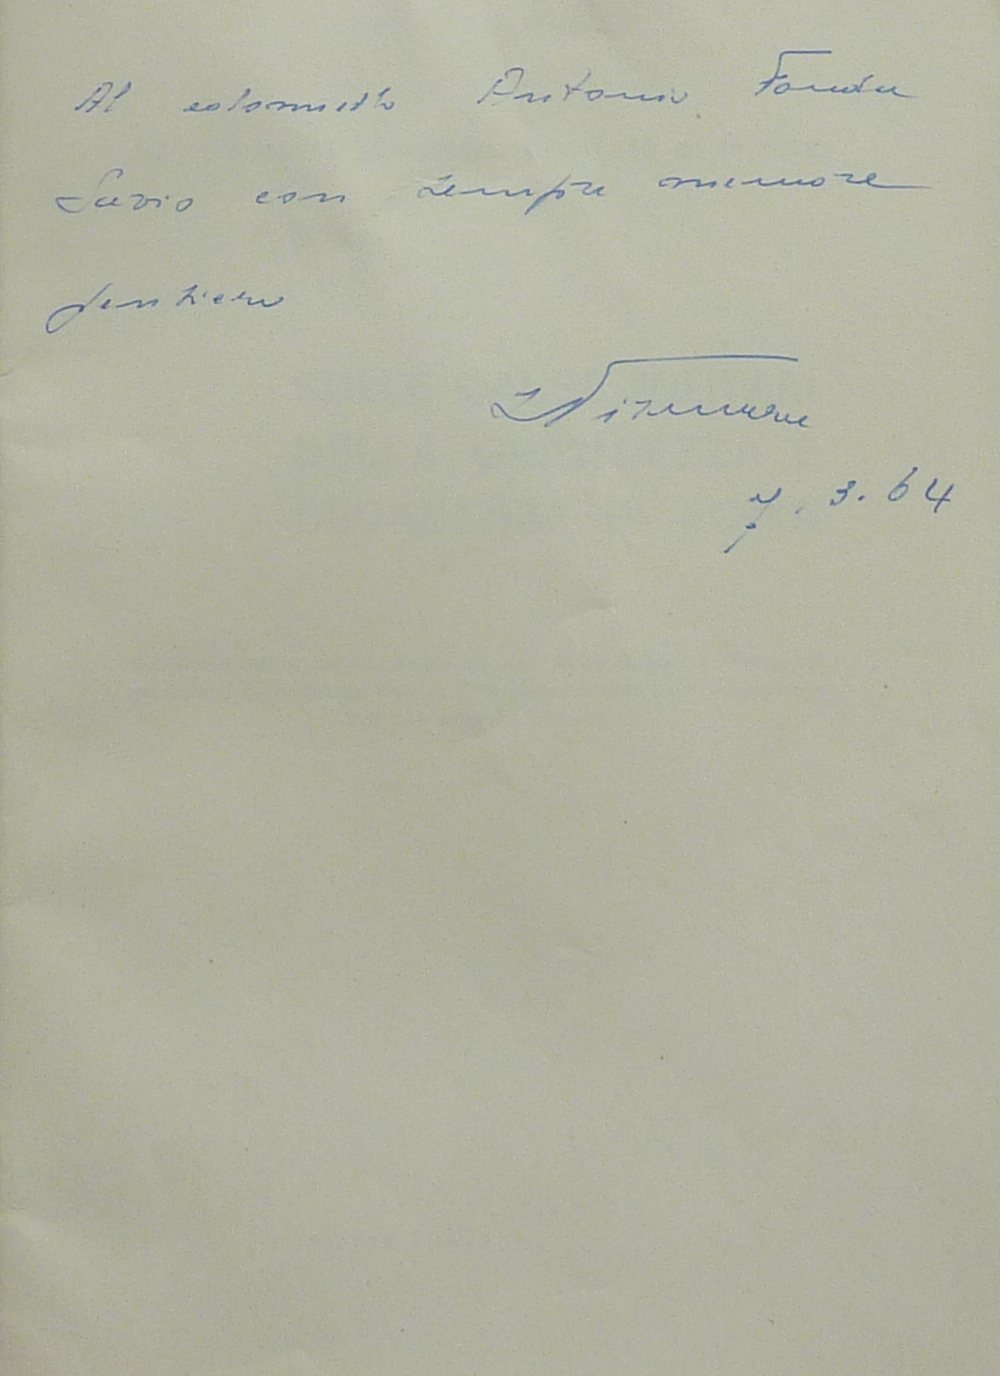 Al colonnello Antonio Fonda
Savio con sempre memore
pensiero
7.3.64